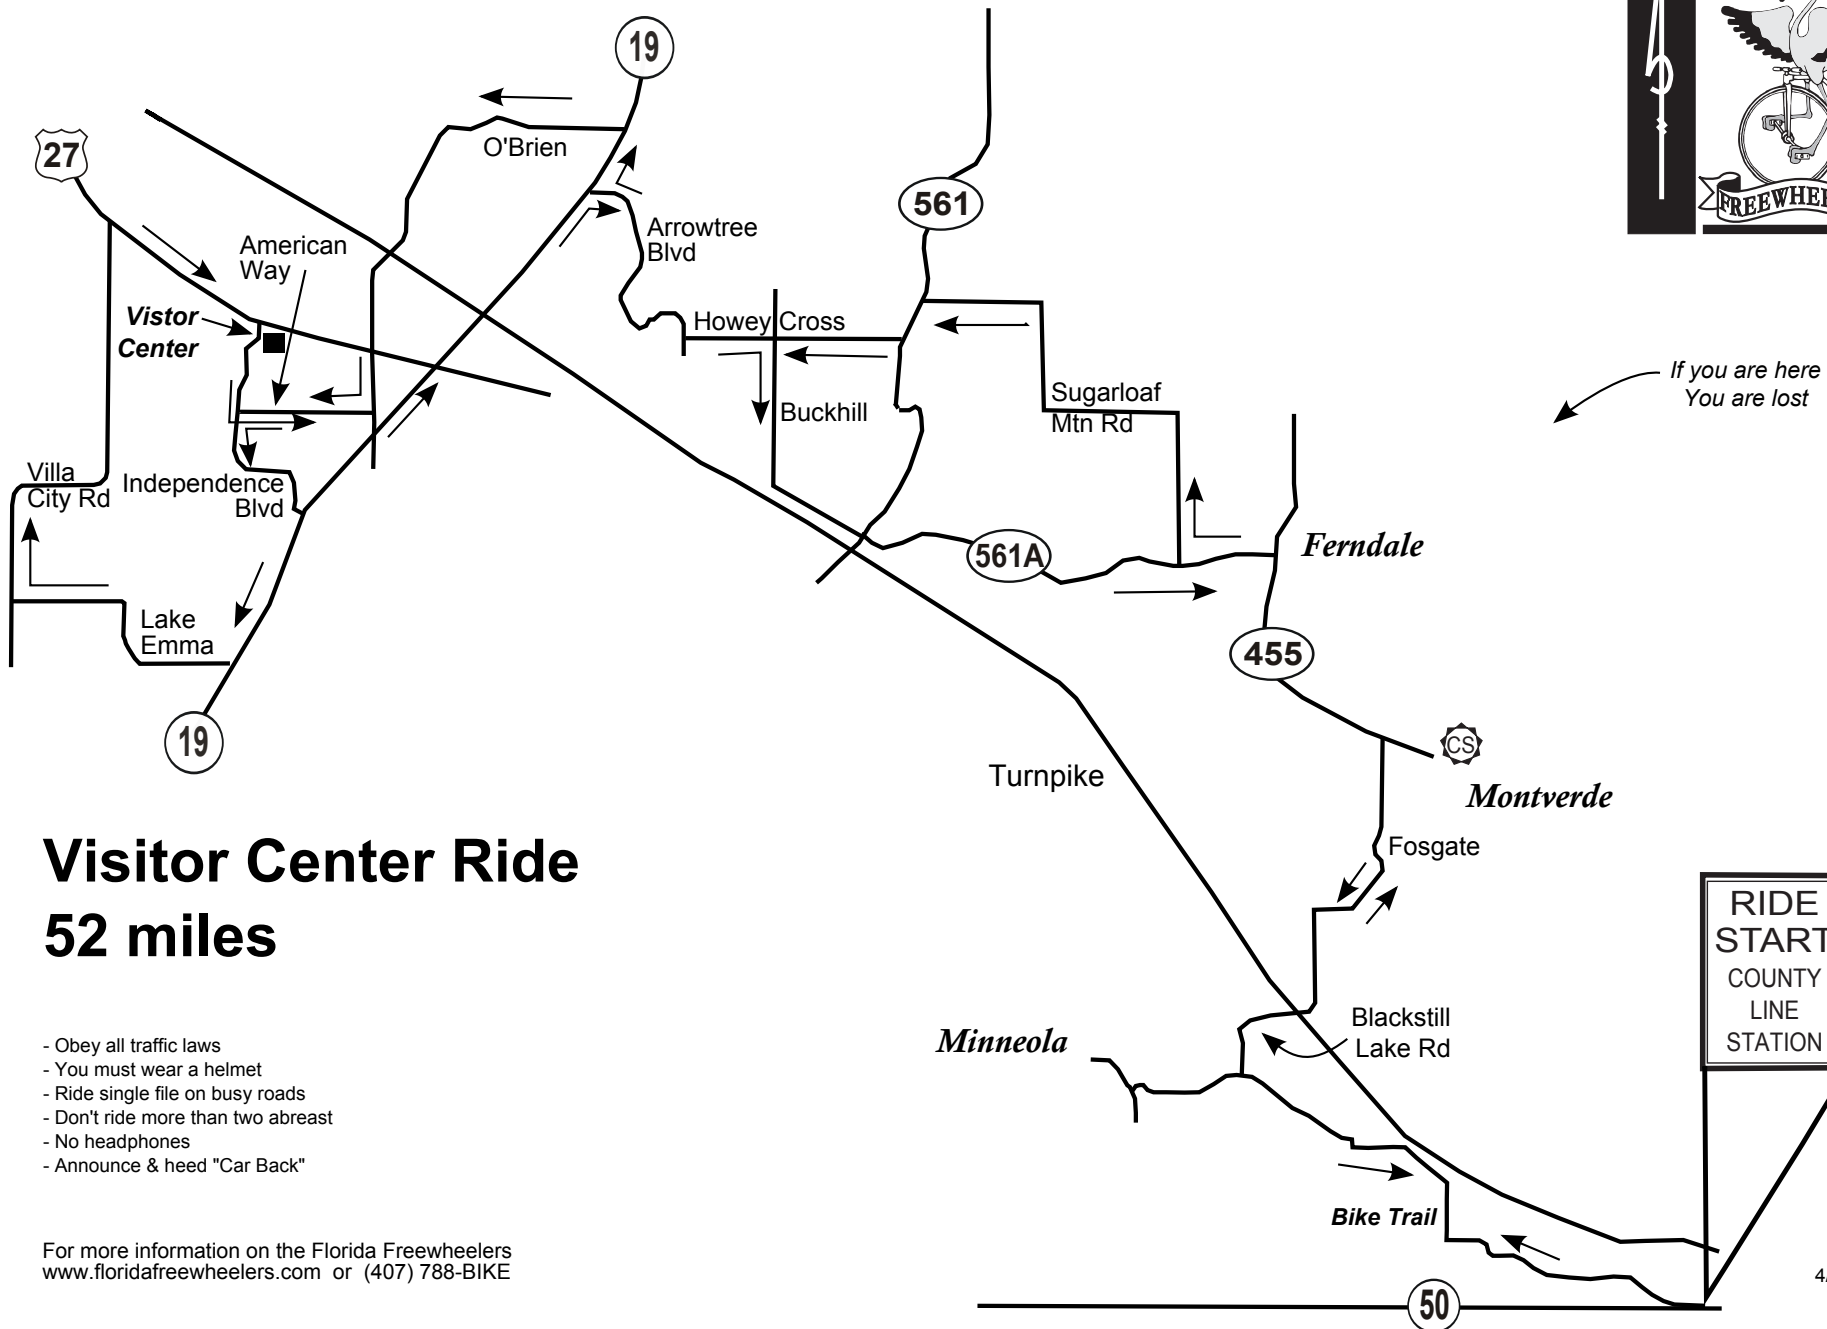 19
27
O'Brien
561
Arrowtree
Blvd
American
Way
Vistor
Center
Howey Cross
Buckhill
Sugarloaf
Mtn Rd
If you are here
You are lost
Villa
City Rd
Independence
Blvd
561A
Ferndale
Lake
Emma
455
19
CS
Turnpike
Montverde
Fosgate
Visitor Center Ride
52 miles
RIDE
START
COUNTY
LINE
STATION
Minneola
Blackstill
Lake Rd
- Obey all traffic laws
- You must wear a helmet
- Ride single file on busy roads
- Don't ride more than two abreast
- No headphones
- Announce & heed "Car Back"
Bike Trail
For more information on the Florida Freewheelers
www.floridafreewheelers.com or (407) 788-BIKE
50